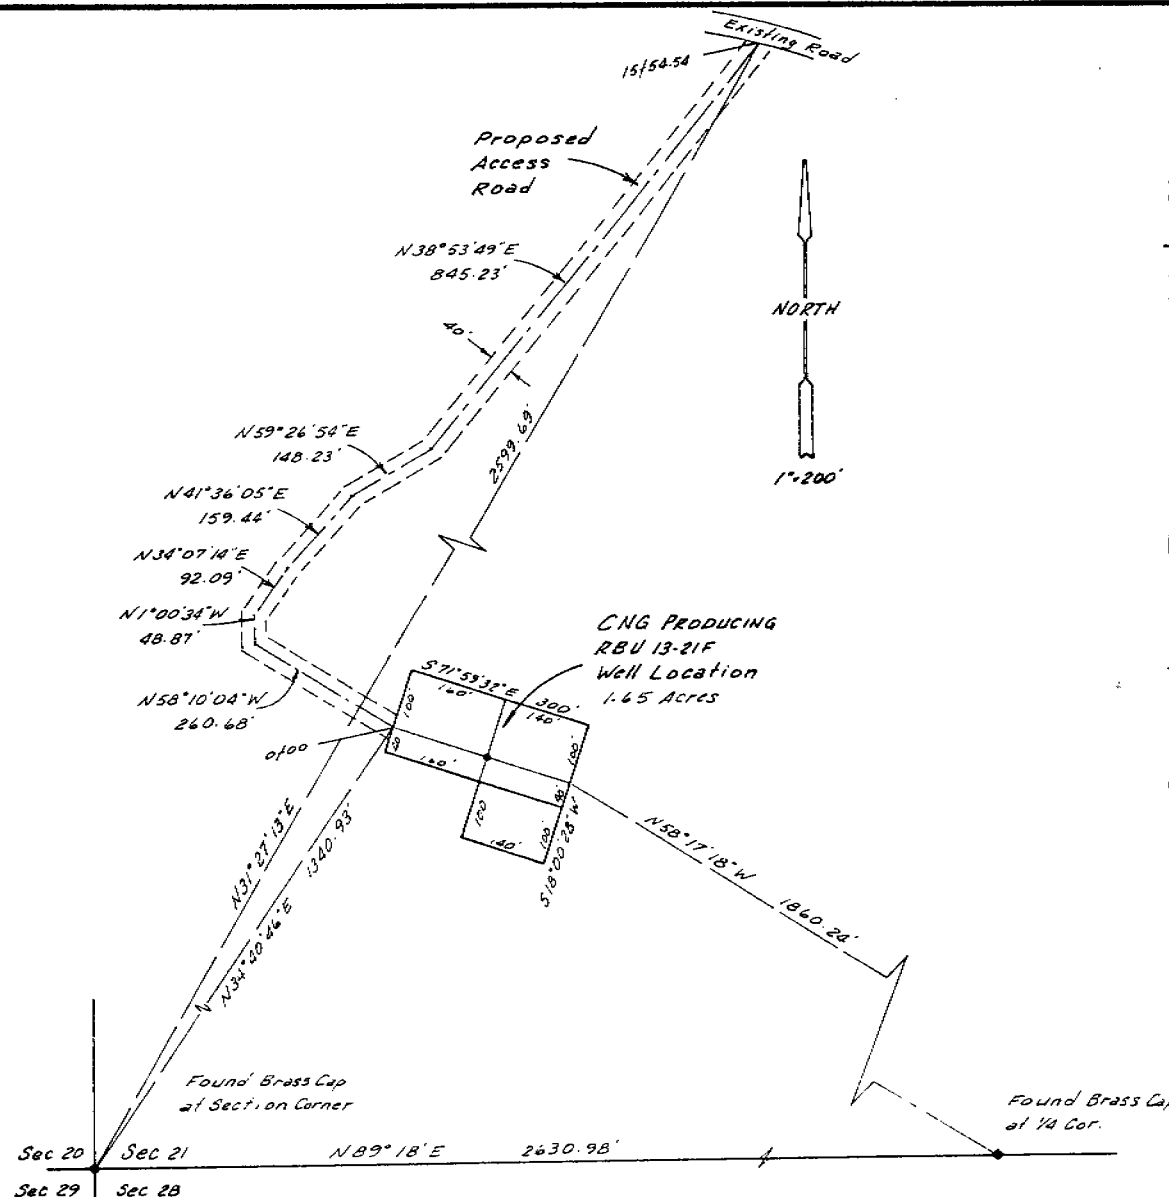 Existing Road
15+54.54
Proposed
Access
Road
N38°53'49"E
845.23'
NORTH
40'
1"=200'
N59°26'54"E
148.23'
2599.69'
N41°36'05"E
159.44'
N34°07'14"E
92.09'
N1°00'34"W
48.87'
CNG PRODUCING
RBU 13-21F
Well Location
1.65 Acres
S71°59'32"E
300'
160'
140'
100'
100'
N58°10'04"W
260.68'
0+00
160'
100'
100'
140'
S18°00'28"W
N58°17'18"W
1860.24'
N31°27'13"E
1340.93'
N34°40'46"E
Found Brass Cap
at Section Corner
Found Brass Cap
at 1/4 Cor.
Sec 20
Sec 21
N89°18'E
2630.98'
Sec 29
Sec 28